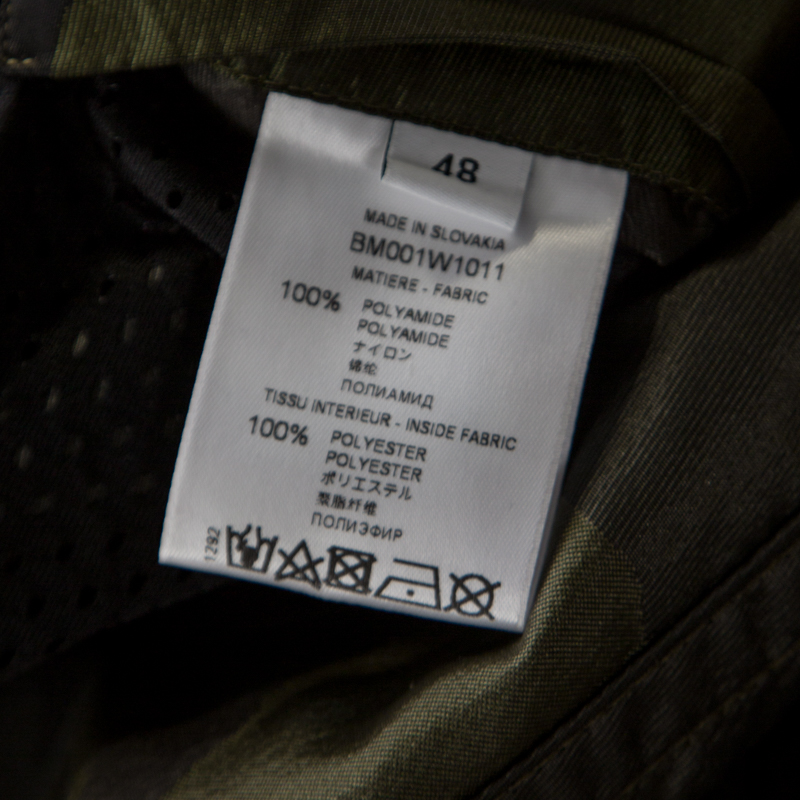 48
MADE IN SLOVAKIA
BM001W1011
MATIERE - FABRIC
100% POLYAMIDE
POLYAMIDE
ナイロン
锦纶
ПОЛИАМИД
TISSU INTERIEUR - INSIDE FABRIC
100% POLYESTER
POLYESTER
ポリエステル
聚脂纤维
ПОЛИЭФИР
1292